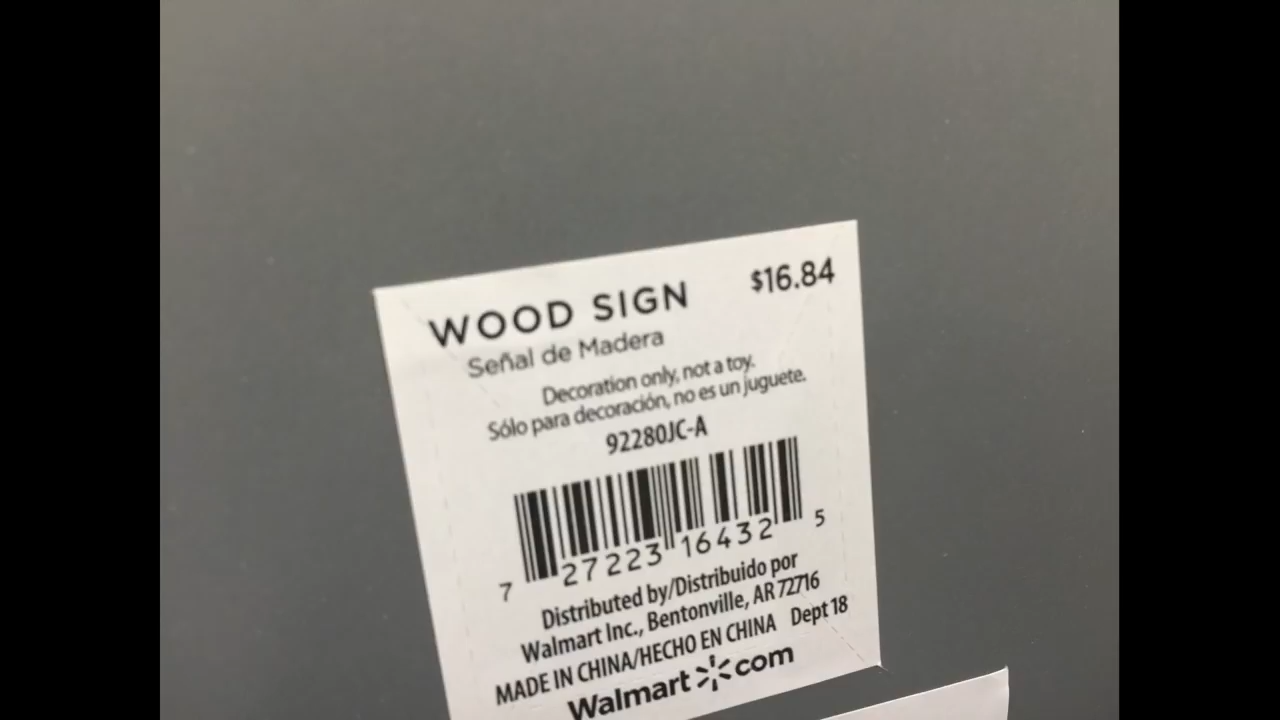 WOOD SIGN $16.84
Señal de Madera
Decoration only, not a toy.
Sólo para decoración, no es un juguete.
92280JC-A
7 27223 16432 5
Distributed by/Distribuido por
Walmart Inc., Bentonville, AR 72716
MADE IN CHINA/HECHO EN CHINA Dept 18
Walmart com